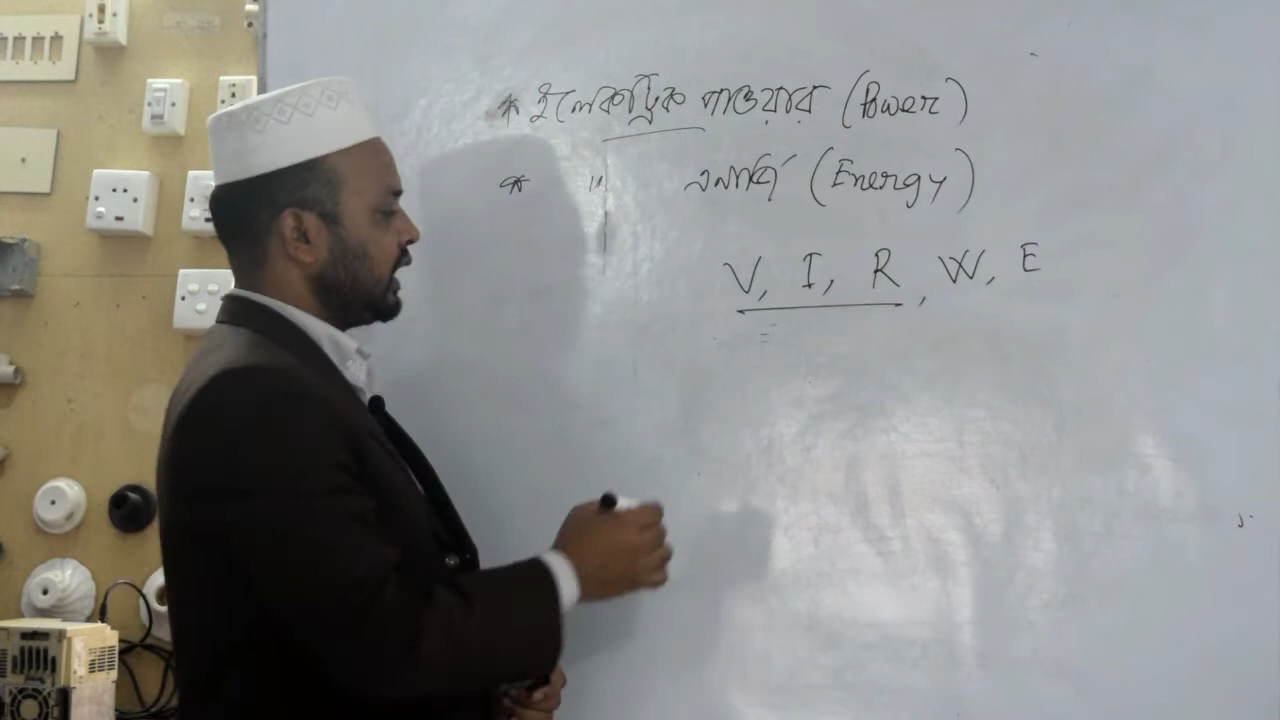 * ইলেকট্রিক পাওয়ার (Power)
* " এনার্জি (Energy)
V, I, R, W, E